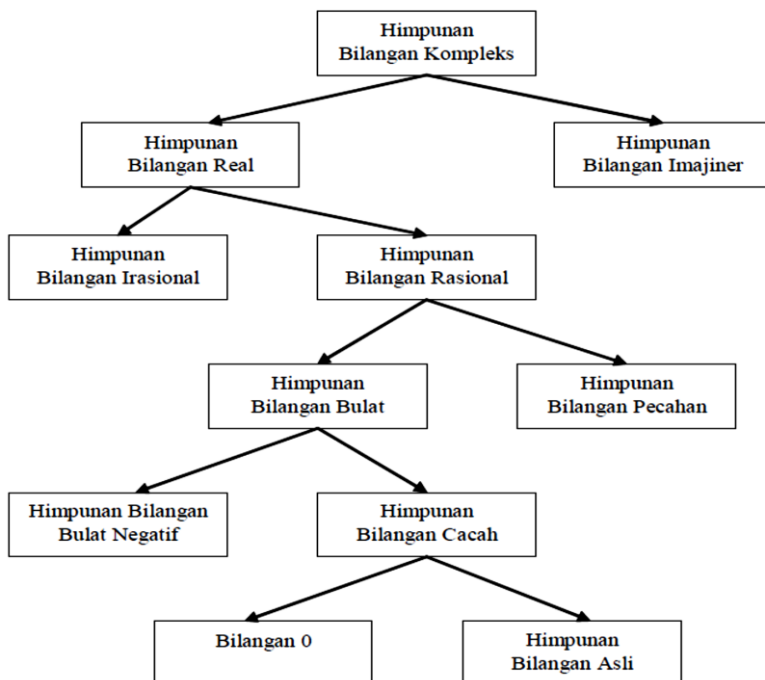 Himpunan
Bilangan Kompleks
Himpunan
Bilangan Real
Himpunan
Bilangan Imajiner
Himpunan
Bilangan Irasional
Himpunan
Bilangan Rasional
Himpunan
Bilangan Bulat
Himpunan
Bilangan Pecahan
Himpunan Bilangan
Bulat Negatif
Himpunan
Bilangan Cacah
Bilangan 0
Himpunan
Bilangan Asli